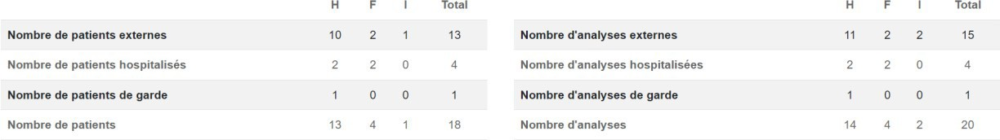 H F I Total
Nombre de patients externes 10 2 1 13
Nombre de patients hospitalisés 2 2 0 4
Nombre de patients de garde 1 0 0 1
Nombre de patients 13 4 1 18
H F I Total
Nombre d'analyses externes 11 2 2 15
Nombre d'analyses hospitalisées 2 2 0 4
Nombre d'analyses de garde 1 0 0 1
Nombre d'analyses 14 4 2 20